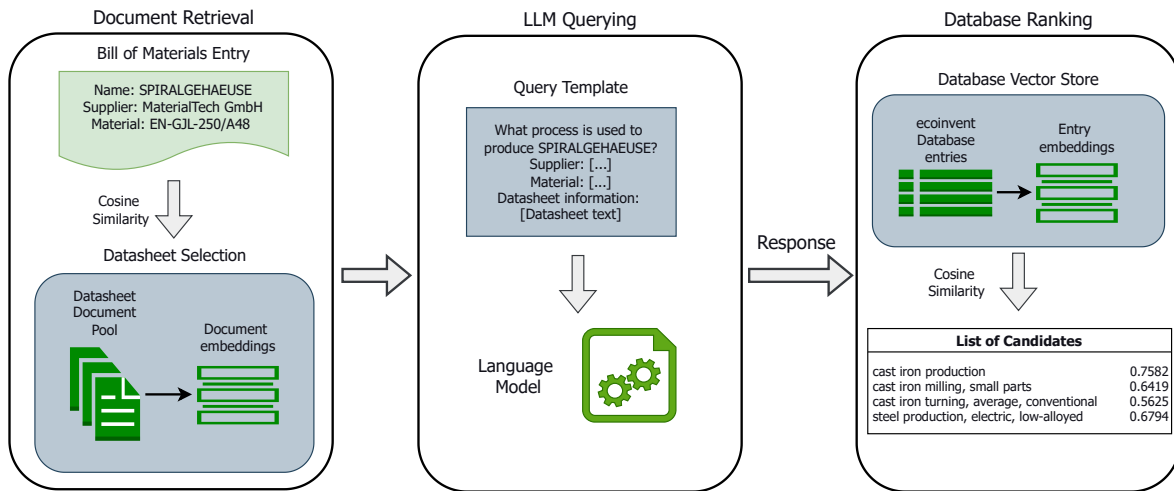 Document Retrieval
Bill of Materials Entry
Name: SPIRALGEHAEUSE
Supplier: MaterialTech GmbH
Material: EN-GJL-250/A48
Cosine
Similarity
Datasheet Selection
Datasheet
Document
Pool
Document
embeddings
LLM Querying
Query Template
What process is used to
produce SPIRALGEHAEUSE?
Supplier: [...]
Material: [...]
Datasheet information:
[Datasheet text]
Language
Model
Response
Database Ranking
Database Vector Store
ecoinvent
Database
entries
Entry
embeddings
Cosine
Similarity
List of Candidates
cast iron production 0.7582
cast iron milling, small parts 0.6419
cast iron turning, average, conventional 0.5625
steel production, electric, low-alloyed 0.6794